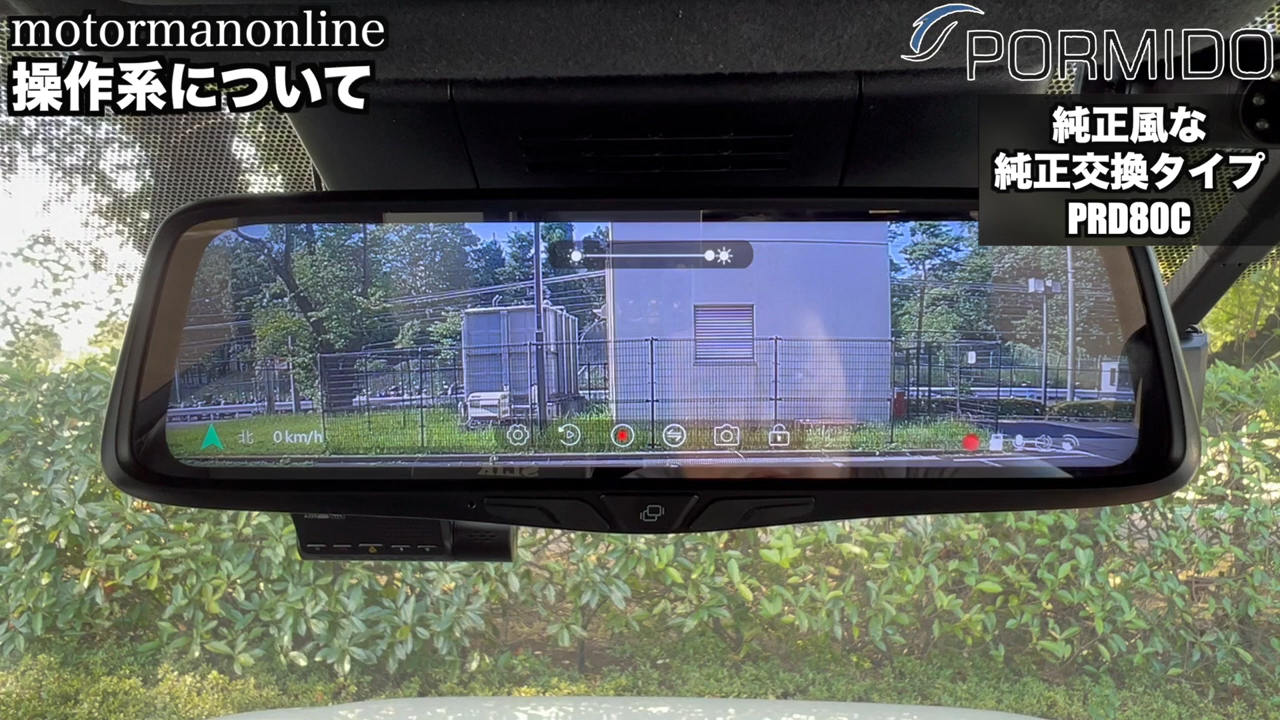 motormanonline
操作系について
PORMIDO
純正風な
純正交換タイプ
PRD80C
北 0km/h